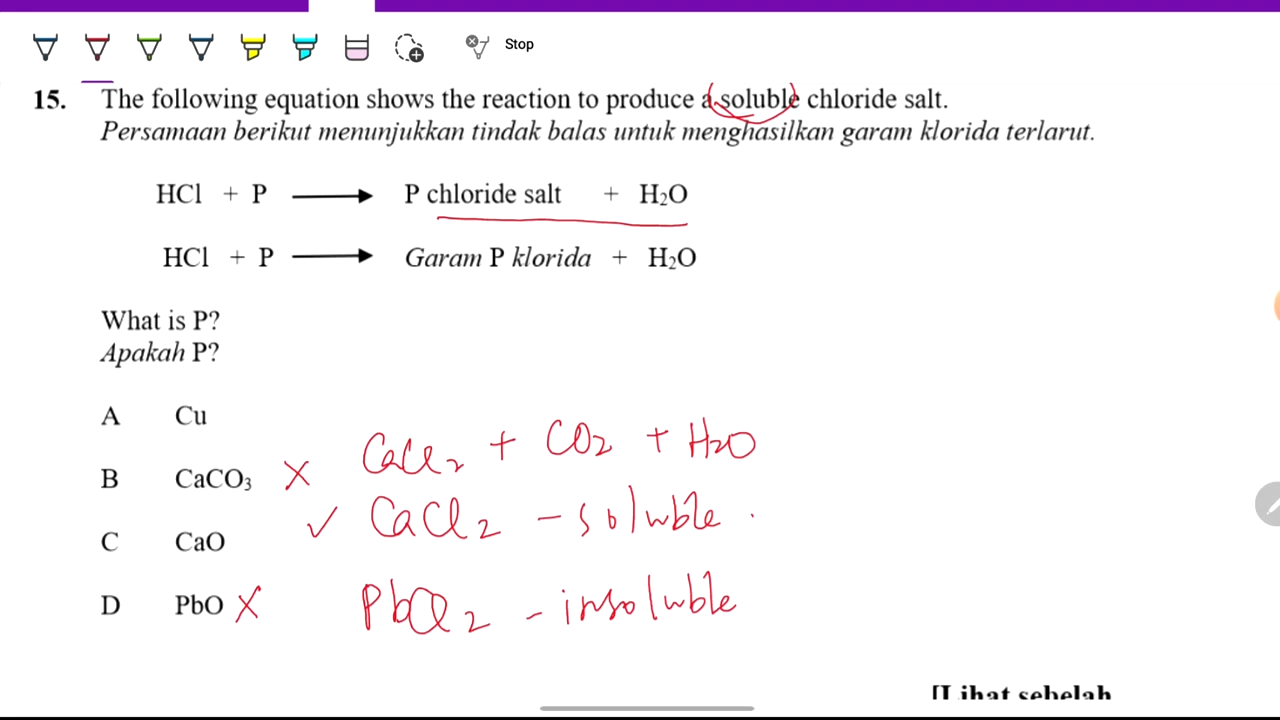 Stop
15. The following equation shows the reaction to produce a soluble chloride salt.
Persamaan berikut menunjukkan tindak balas untuk menghasilkan garam klorida terlarut.
HCl + P ⟶ P chloride salt + H₂O
HCl + P ⟶ Garam P klorida + H₂O
What is P?
Apakah P?
A Cu
CaCl₂ + CO₂ + H₂O
B CaCO₃ ✗
✓ CaCl₂ – soluble .
C CaO
D PbO ✗ PbCl₂ – insoluble
[Lihat sebelah